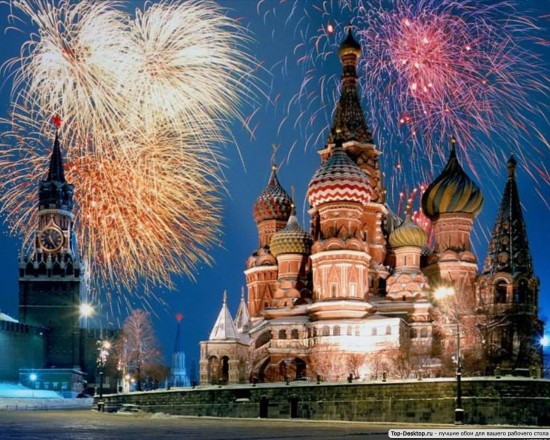 Top-Desktop.ru - лучшие обои для вашего рабочего стола